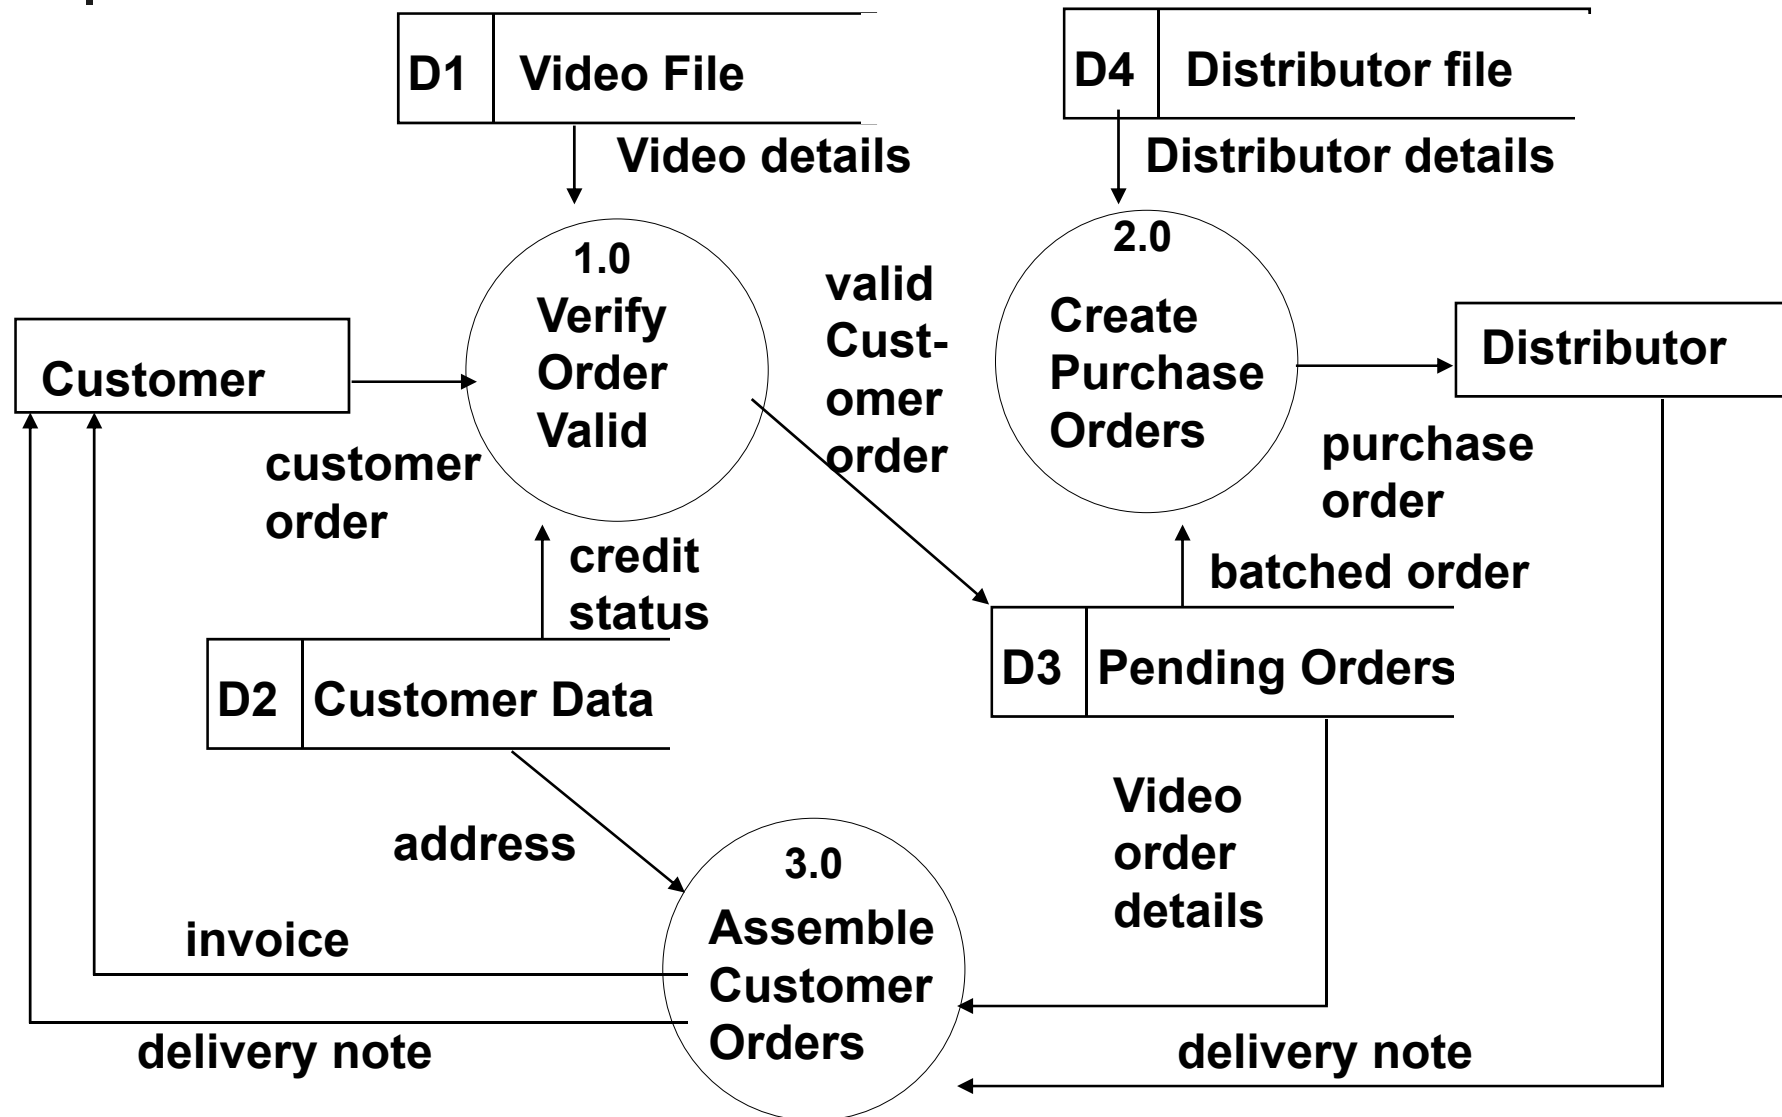 D1 Video File
D4 Distributor file
Video details
Distributor details
1.0
Verify
Order
Valid
valid
Cust-
omer
order
2.0
Create
Purchase
Orders
Customer
Distributor
customer
order
purchase
order
credit
status
batched order
D2 Customer Data
D3 Pending Orders
address
Video
order
details
3.0
Assemble
Customer
Orders
invoice
delivery note
delivery note